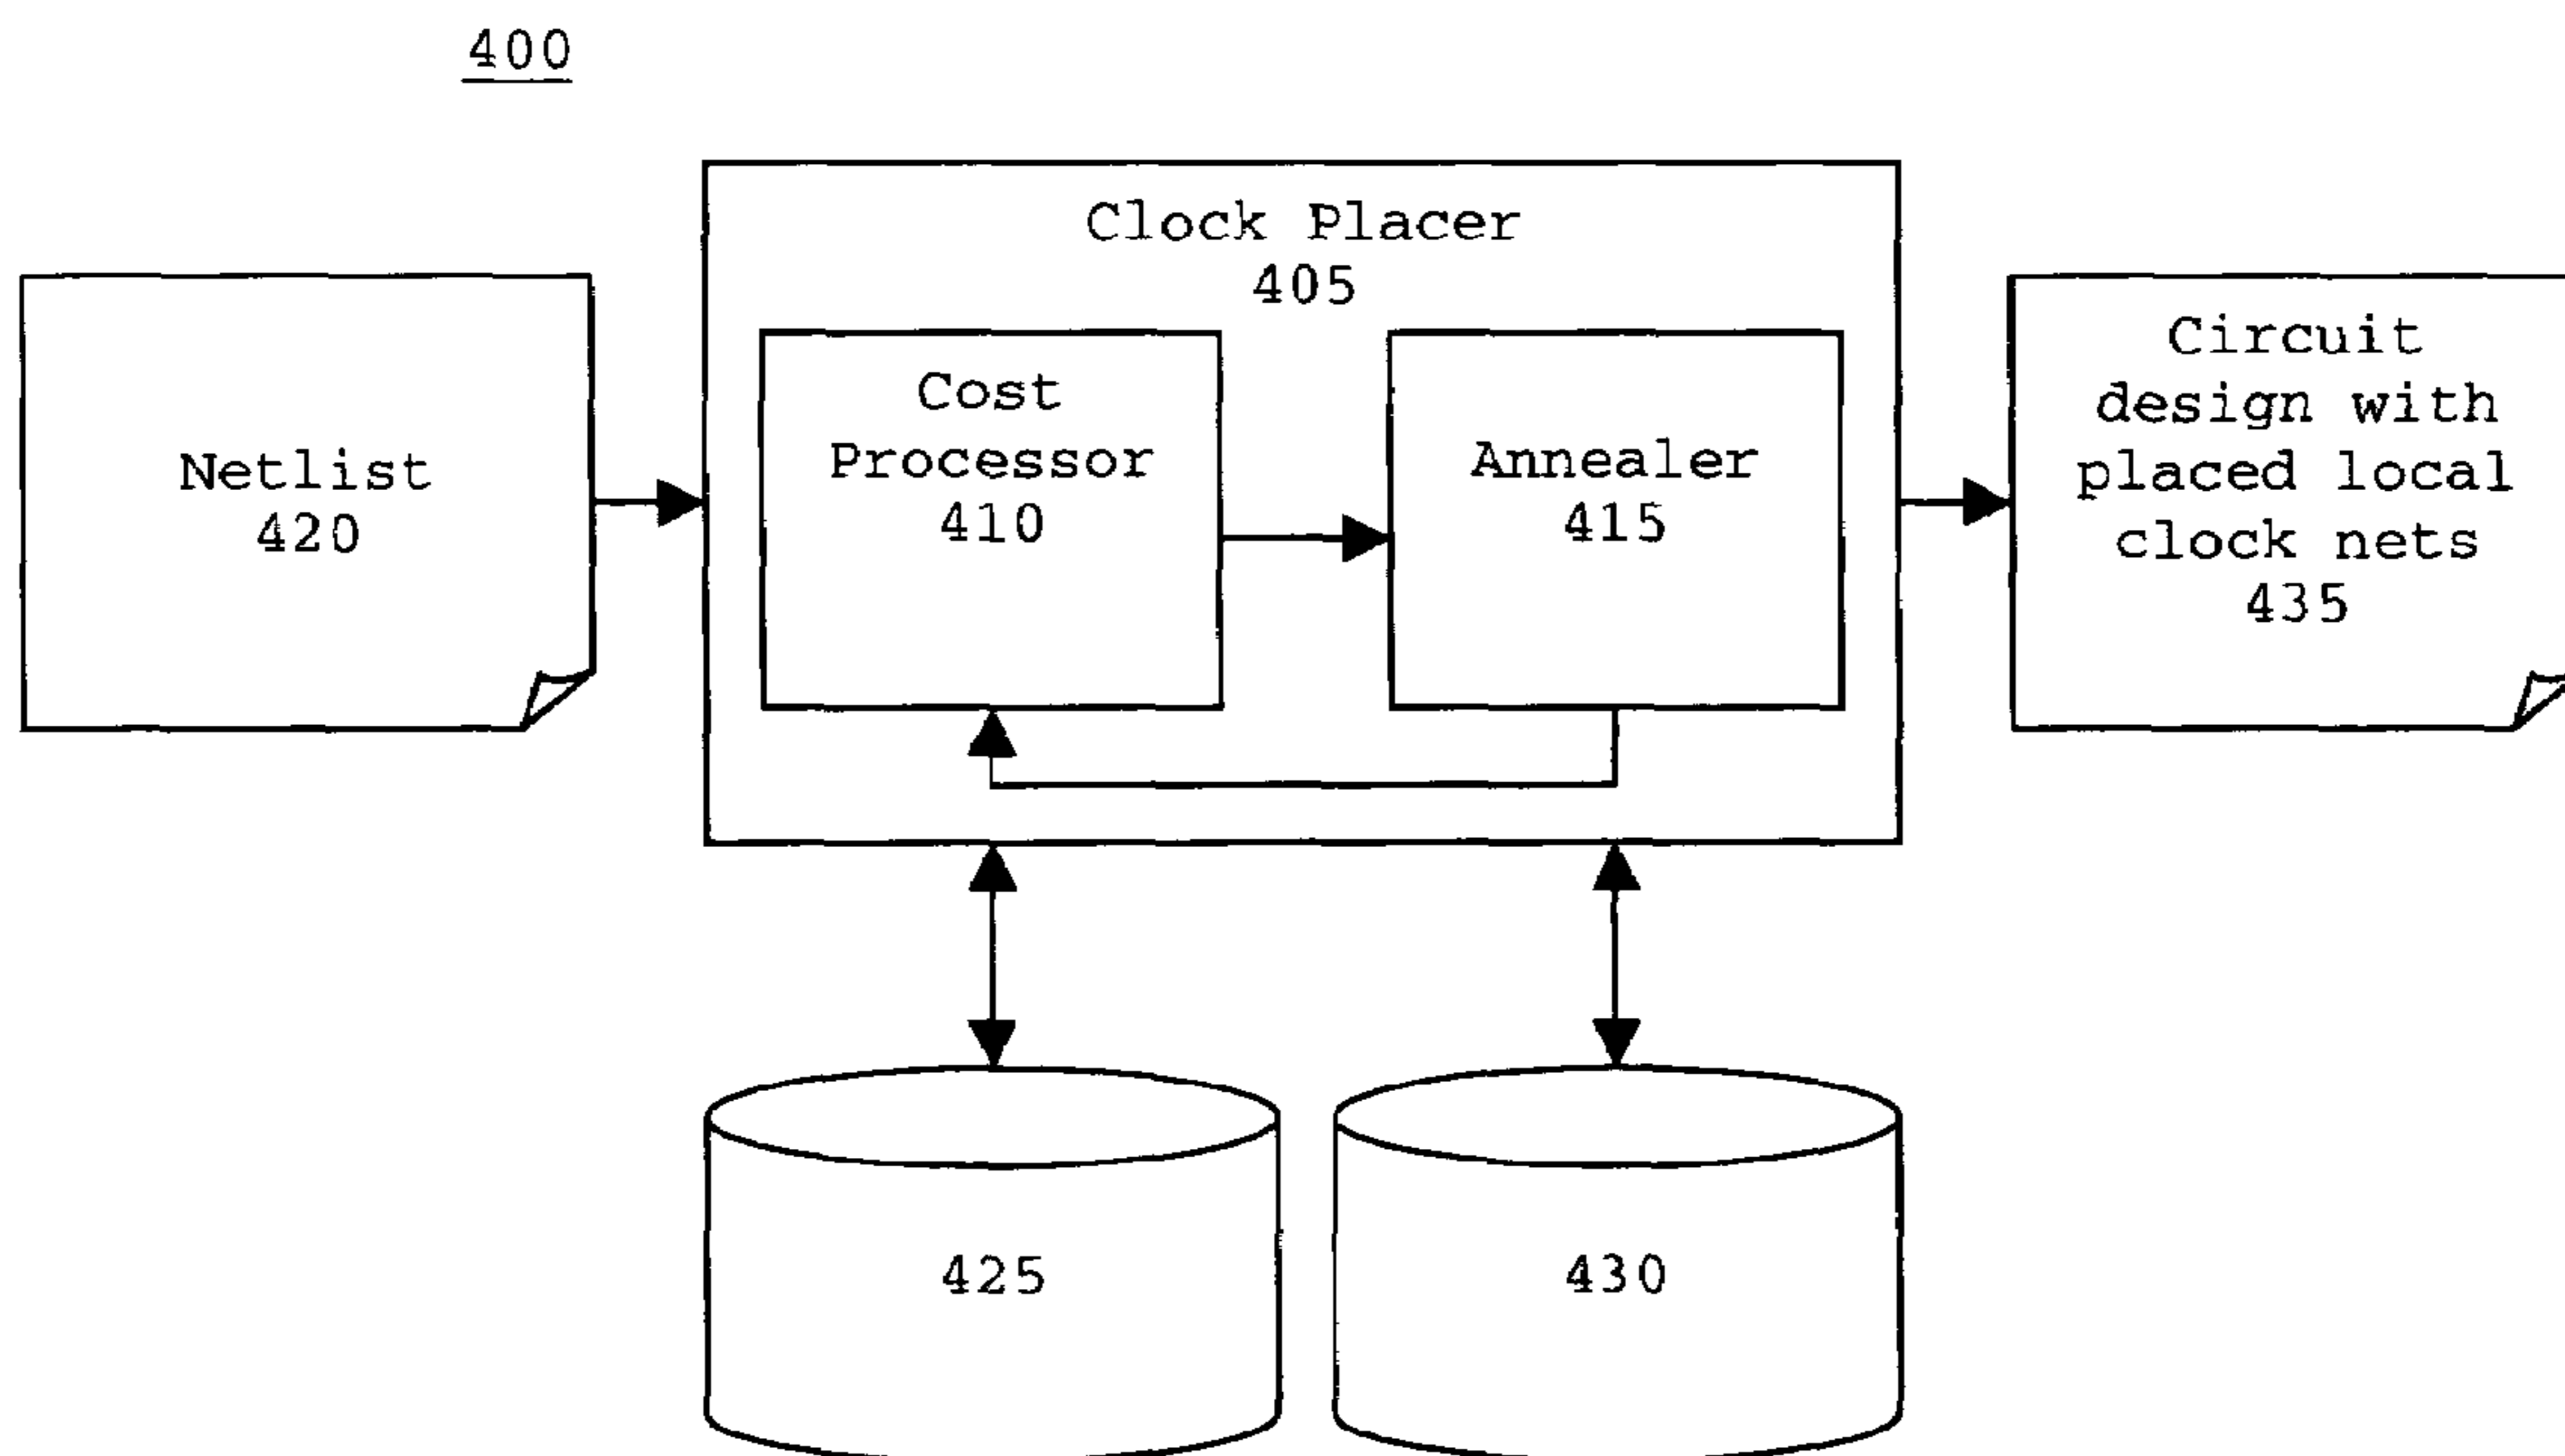 400
Clock Placer
405
Netlist
420
Cost
Processor
410
Annealer
415
Circuit
design with
placed local
clock nets
435
425
430